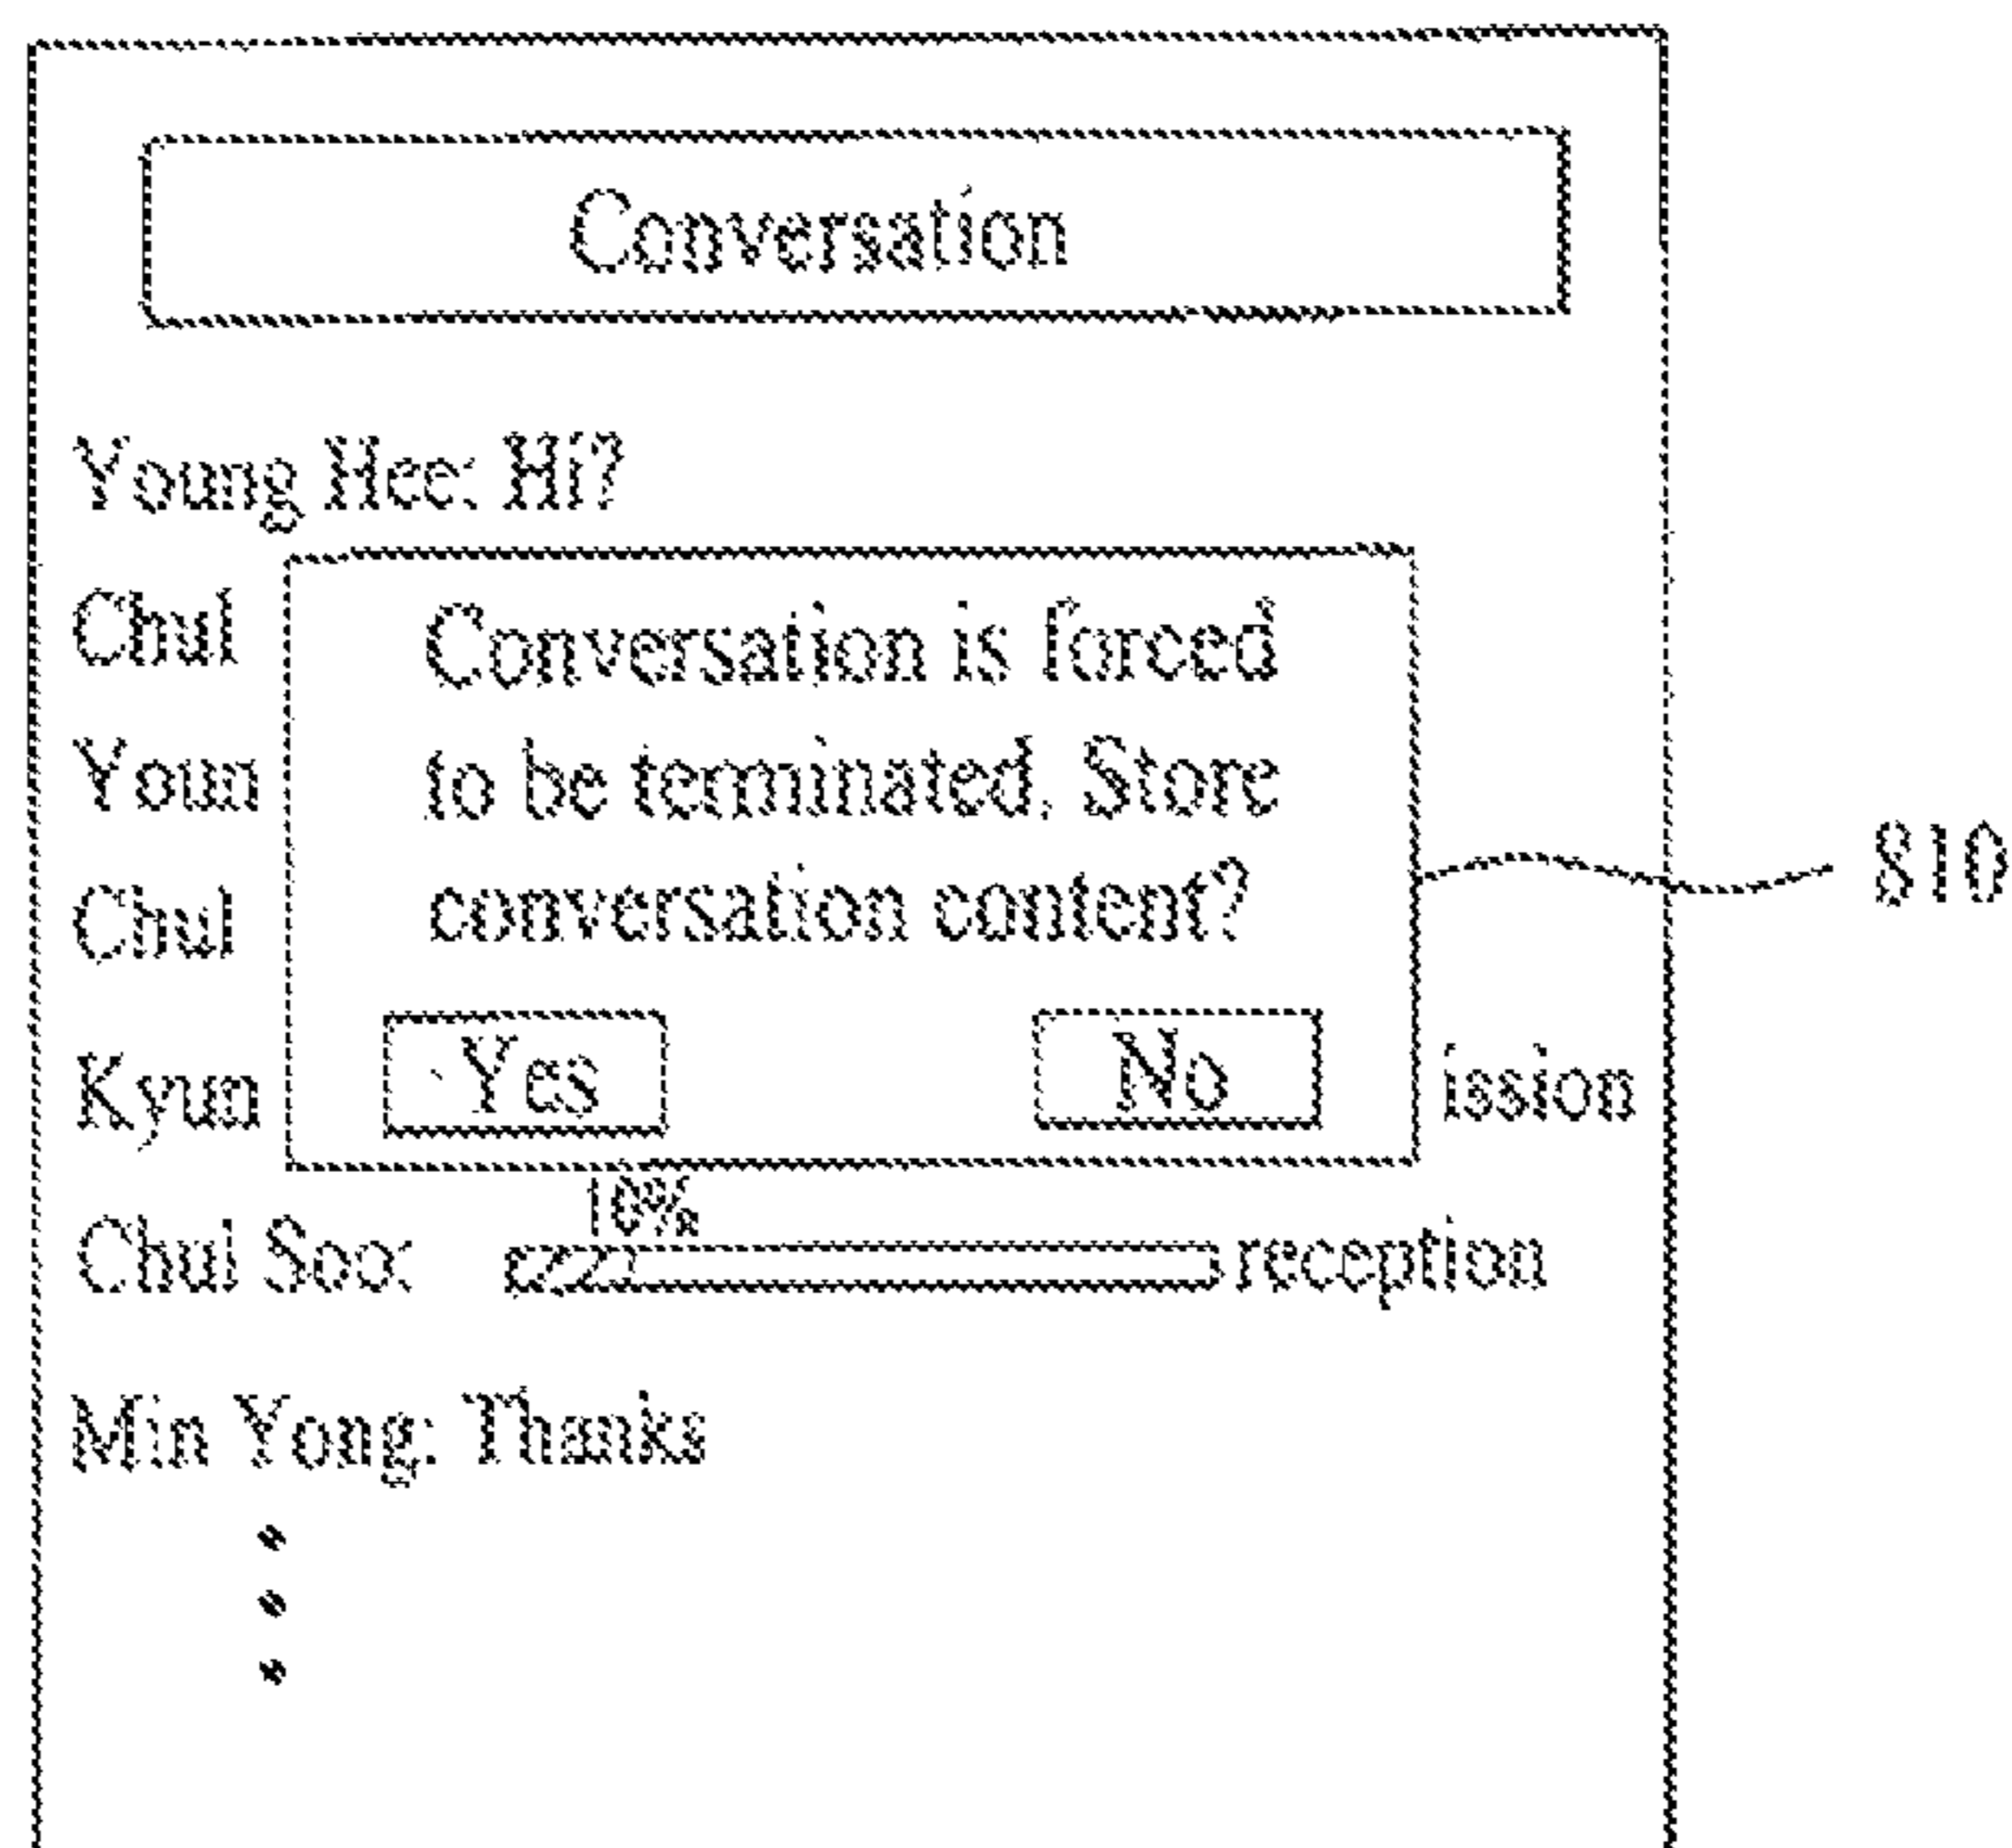 Conversation
Young Hee: Hi?
Chul
Conversation is forced
Youn
to be terminated. Store
810
Chul
conversation content?
Kyun
Yes
No
ission
10%
Chul Soo:
reception
Min Yong: Thanks